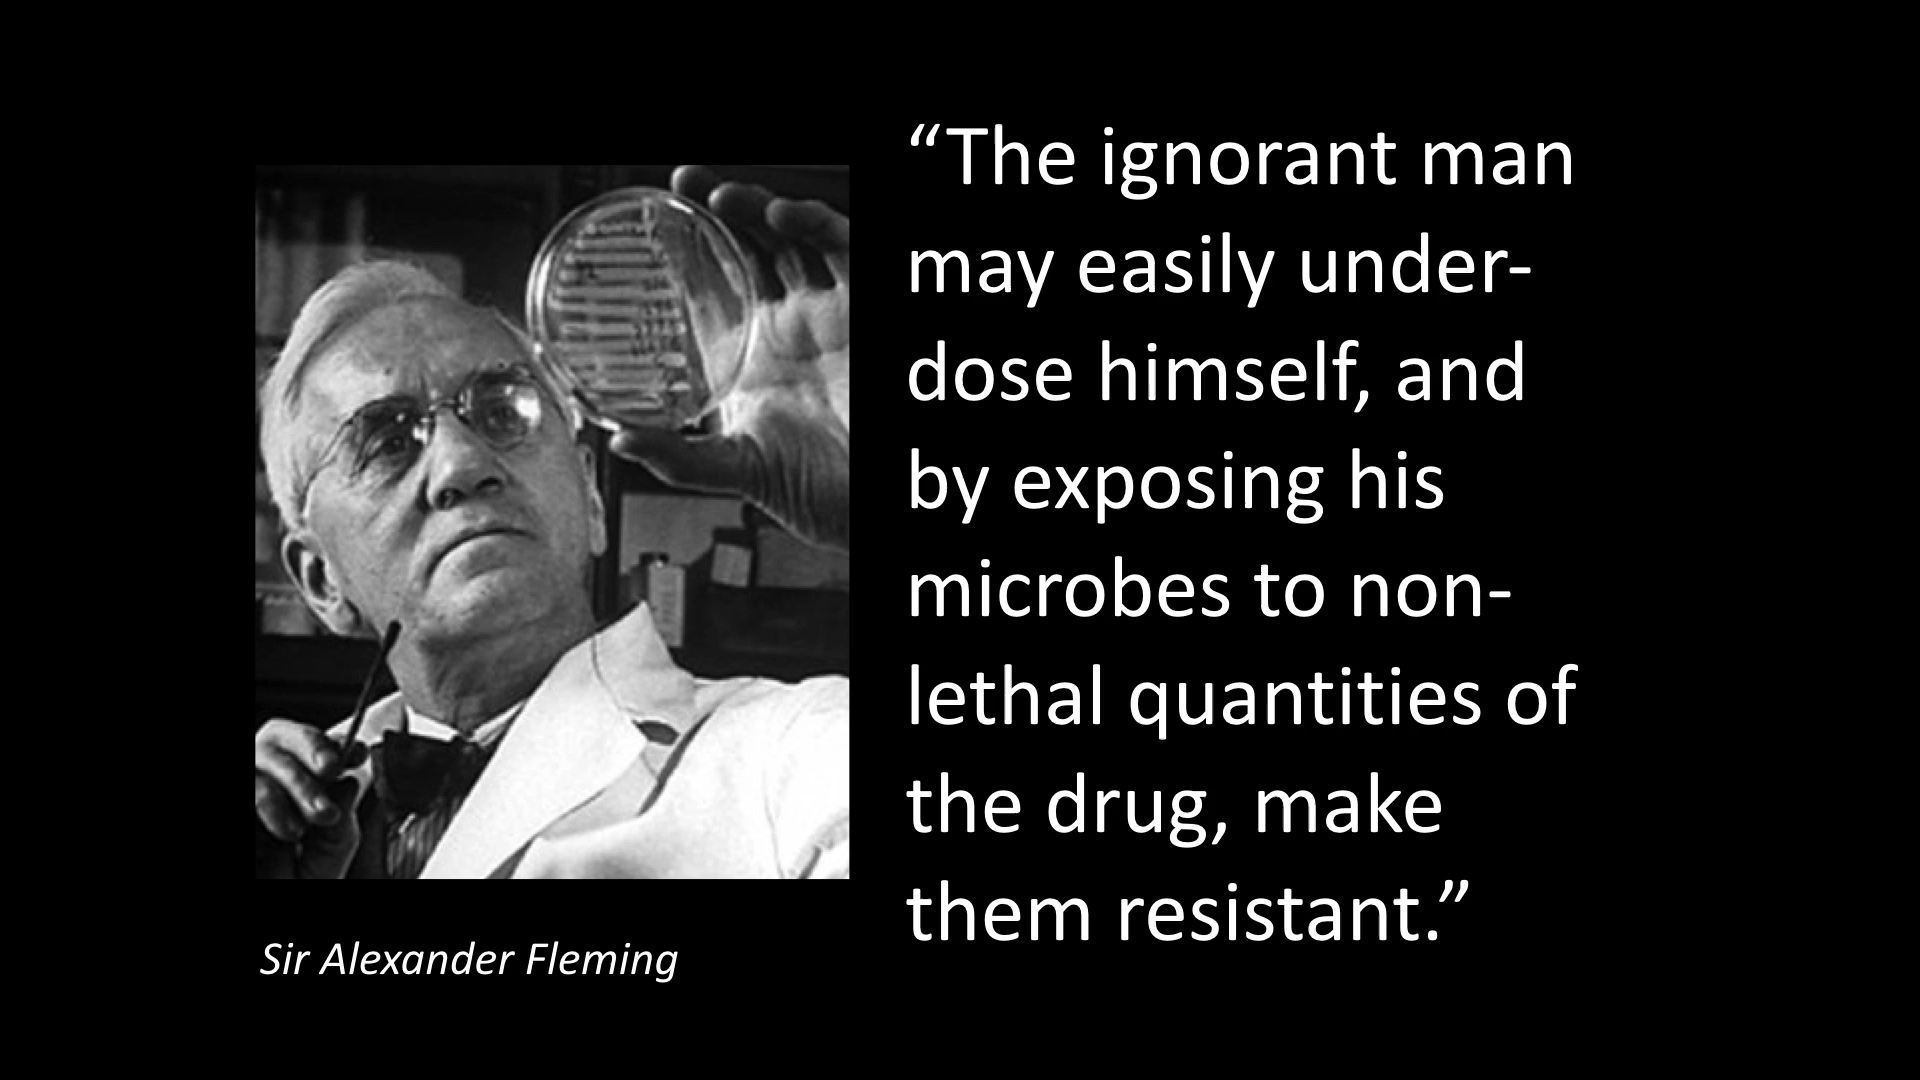 “The ignorant man
may easily under-
dose himself, and
by exposing his
microbes to non-
lethal quantities of
the drug, make
them resistant.”
Sir Alexander Fleming